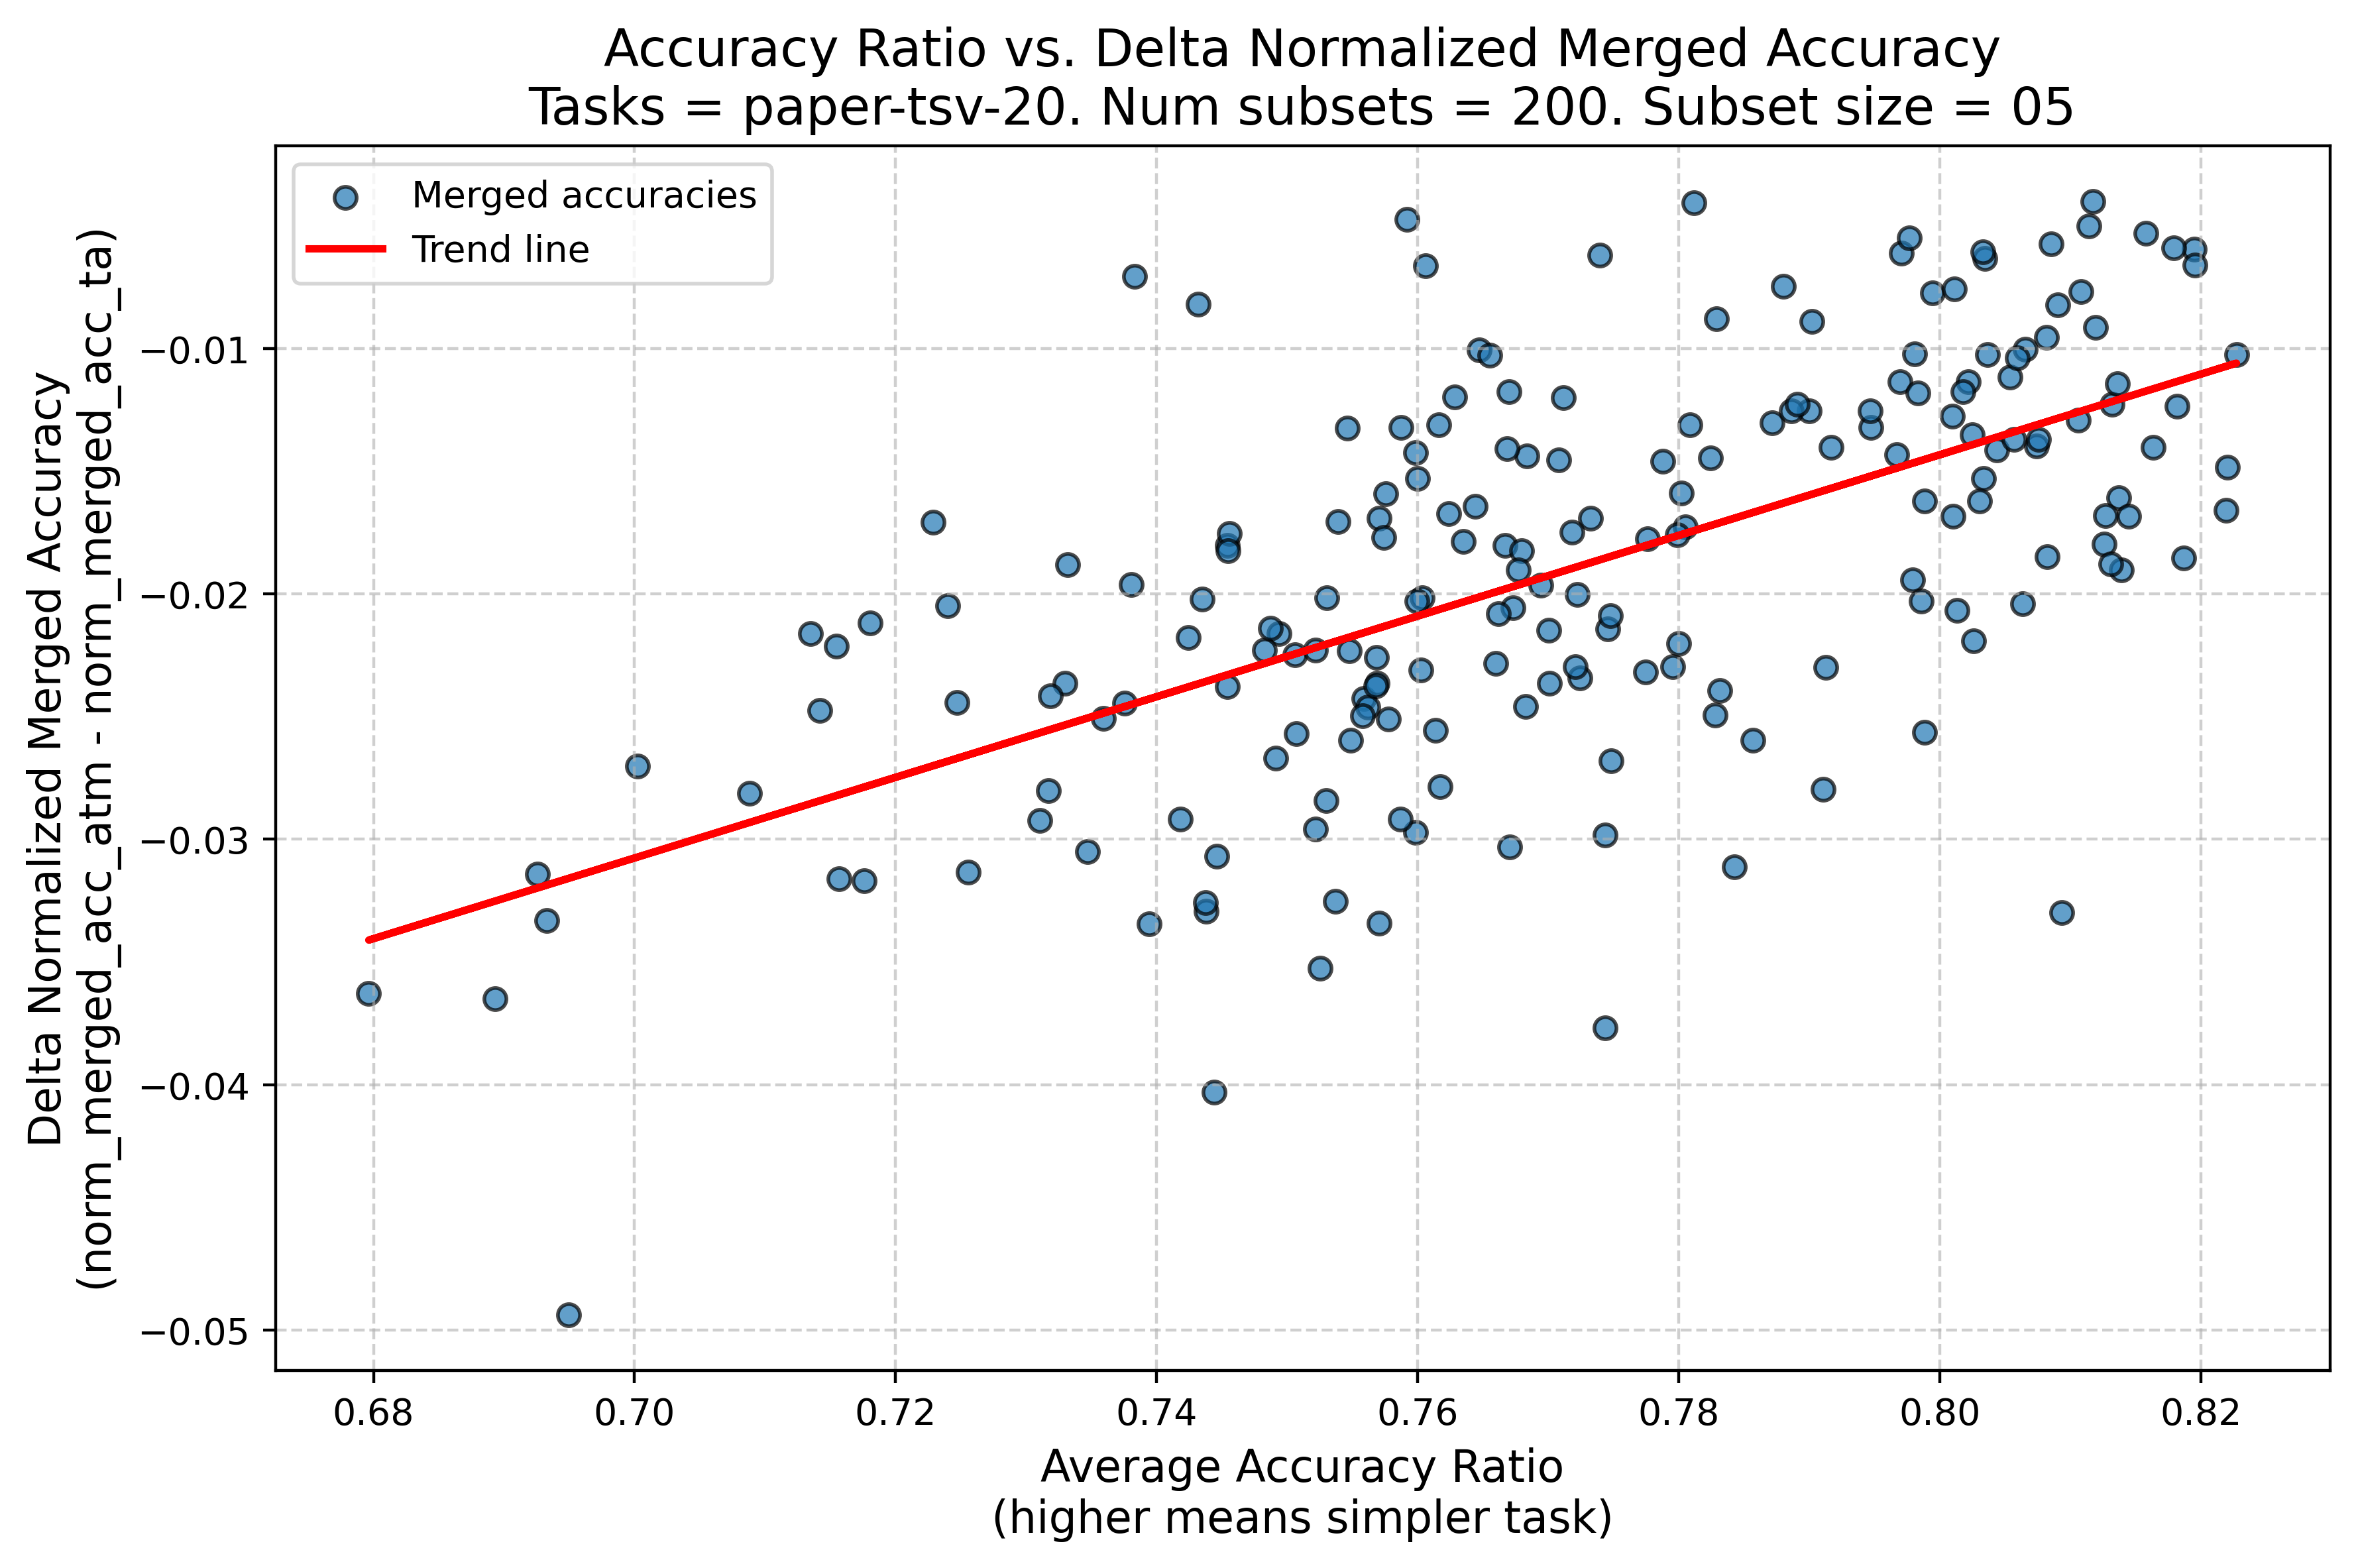 Accuracy Ratio vs. Delta Normalized Merged Accuracy
Tasks = paper-tsv-20. Num subsets = 200. Subset size = 05
Merged accuracies
Trend line
Delta Normalized Merged Accuracy
(norm_merged_acc_atm - norm_merged_acc_ta)
−0.01
−0.02
−0.03
−0.04
−0.05
0.68
0.70
0.72
0.74
0.76
0.78
0.80
0.82
Average Accuracy Ratio
(higher means simpler task)